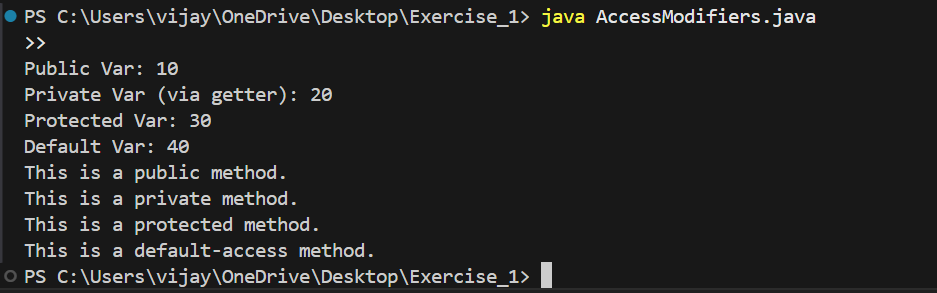 PS C:\Users\vijay\OneDrive\Desktop\Exercise_1> java AccessModifiers.java
>>
Public Var: 10
Private Var (via getter): 20
Protected Var: 30
Default Var: 40
This is a public method.
This is a private method.
This is a protected method.
This is a default-access method.
PS C:\Users\vijay\OneDrive\Desktop\Exercise_1>